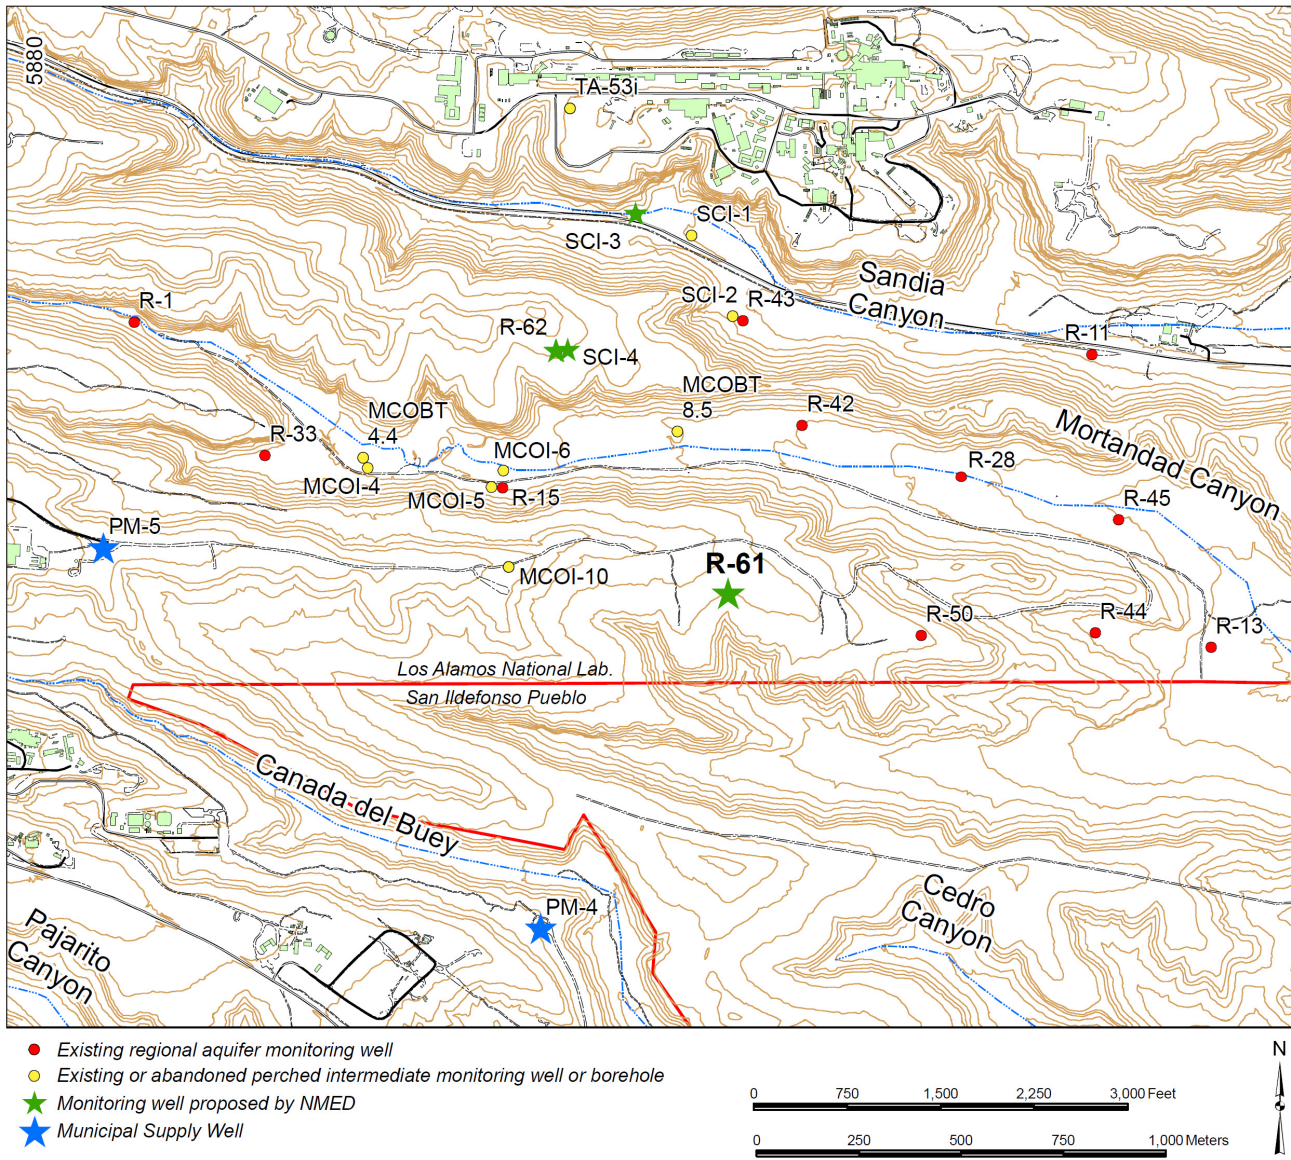 5880
TA-53i
SCI-1
SCI-3
Sandia
Canyon
R-1
SCI-2
R-43
R-62
SCI-4
R-11
MCOBT
8.5
MCOBT
4.4
R-42
Mortandad Canyon
R-33
MCOI-6
R-28
MCOI-4
MCOI-5
R-15
R-45
PM-5
R-61
MCOI-10
R-50
R-44
R-13
Los Alamos National Lab.
San Ildefonso Pueblo
Canada del Buey
Cedro
Canyon
PM-4
Pajarito
Canyon
Existing regional aquifer monitoring well
Existing or abandoned perched intermediate monitoring well or borehole
Monitoring well proposed by NMED
Municipal Supply Well
N
0 750 1,500 2,250 3,000 Feet
0 250 500 750 1,000 Meters